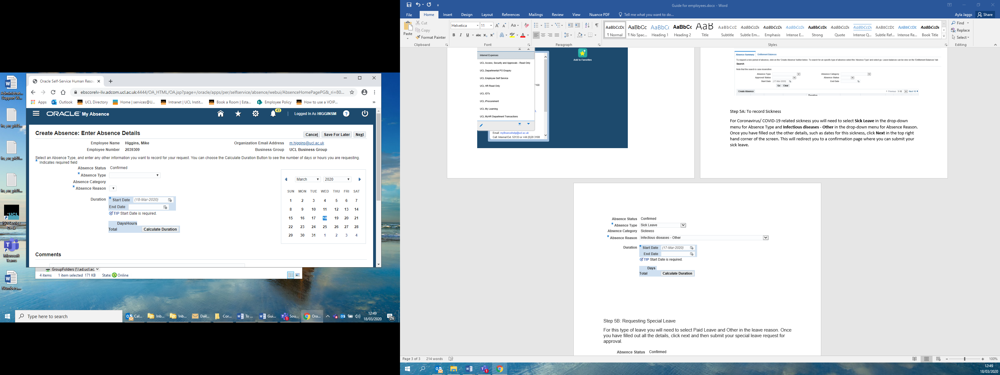 Administrat...
Support W...
hs_err_pid5...
hs_err_pid1...
hs_err_pid1...
UCL
ISD Service
Desk
Microsoft
Teams
Numbers....
Oracle Self-Service Human Resou
ebscorelv-liv.adcom.ucl.ac.uk:4444/OA_HTML/OA.jsp?page=/oracle/apps/per/selfservice/absence/webui/AbsenceHomePagePG&_ri=80...
Apps Outlook UCL Directory Home | services@U... Intranet | UCL Instit... Book a Room | Esta... Employee Policy How to use a VOIP... »
ORACLE My Absence 43 Logged In As HIGGINSM ?
Create Absence: Enter Absence Details
Cancel Save For Later Next
Employee Name Higgins, Mike Organization Email Address m.higgins@ucl.ac.uk
Employee Number 2039309 Business Group UCL Business Group
Select an Absence Type, and enter any other information you want to record for your request. You can choose the Calculate Duration Button to see the number of days or hours you are requesting.
* Indicates required field
Absence Status Confirmed
* Absence Type
Absence Category
* Absence Reason
Duration * Start Date (18-Mar-2020)
End Date
TIP Start Date is required.
DaysHours
Total Calculate Duration
March 2020
SUN MON TUE WED THU FRI SAT
1 2 3 4 5 6 7
8 9 10 11 12 13 14
15 16 17 18 19 20 21
22 23 24 25 26 27 28
29 30 31 1 2 3 4
Comments
GroupFolders (\\ad.ucl.ac.
4 items 1 item selected 171 KB State: Online
Type here to search
Cal... Inb... Inb... Dail... Cor... To ... Gui... Sou... Ora...
12:49
18/03/2020
26
Guide for employees.docx - Word
File Home Insert Design Layout References Mailings Review View Nuance PDF Tell me what you want to do... Ayla Jaggs Share
Paste
Cut
Copy
Format Painter
Clipboard
Helvetica 11
Font
Paragraph
AaBbCcDc AaBbCc AaBbCc AaBbCc AaB AaBbCcD AaBbCcDt AaBbCcDt AaBbCcDt AaBbCcDc AaBbCcDt AaBbCcDt AABBCCDD AABBCCDD AaBbCcDt
¶ Normal ¶ No Spac... Heading 1 Heading 2 Title Subtitle Subtle Em... Emphasis Intense E... Strong Quote Intense Q... Subtle Ref... Intense Re... Book Title
Styles
Find
Replace
Select
Editing
Internet Expenses
UCL Access, Security and Approvals - Read Only
UCL Departmental PO Enquiry
UCL Employee Self Service
UCL HR Read Only
UCL IDTs
UCL iProcurement
UCL My Learning
UCL MyHR Department Transactions
Add to Favorites
Email: myfinancehelp@ucl.ac.uk
Call: Internal Ext. 53133 or +44 (0)20 3108
Absence Summary Entitlement Balances
To request a new period of absence, click on the 'Create Absence' button below. To search for an specific type of absence select the 'Absence Type' and select go. Leave balances can be view on the 'Entitlement Balances' tab
Search
Note that the search is case insensitive
Absence Type Absence Category
Approval Status Absence Status
Start Date (17-Mar-2020) End Date
Go Clear
Create Absence Previous 1-10 Next 10
Duration
Step 5A: To record Sickness
For Coronavirus/ COVID-19 related sickness you will need to select Sick Leave in the drop-down
menu for Absence Type and Infectious diseases - Other in the drop-down menu for Absence Reason.
Once you have filled out the other details, such as dates for this sickness, click Next in the top right
hand corner of the screen. This will redirect you to a confirmation page where you can submit your
sick leave.
Absence Status Confirmed
* Absence Type Sick Leave
Absence Category Sickness
* Absence Reason Infectious diseases - Other
Duration * Start Date (17-Mar-2020)
End Date
TIP Start Date is required.
Days
Total Calculate Duration
Step 5B: Requesting Special Leave
For this type of leave you will need to select Paid Leave and Other in the leave reason. Once
you have filled out all the details, click next and then submit your special leave request for
approval.
Absence Status Confirmed
Page 3 of 3 214 words 100%
12:49
18/03/2020